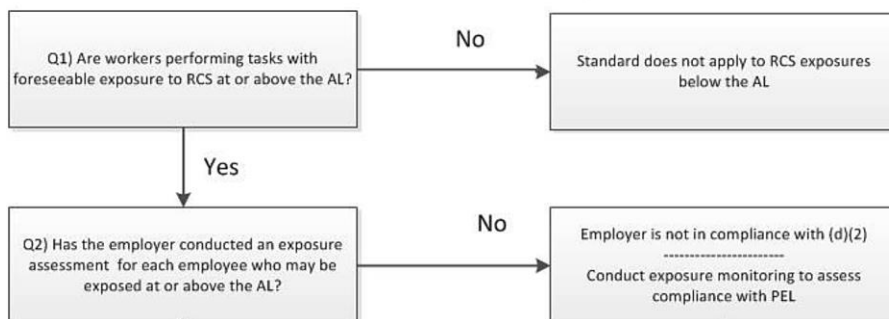 Q1) Are workers performing tasks with
foreseeable exposure to RCS at or above the AL?
No
Standard does not apply to RCS exposures
below the AL
Yes
Q2) Has the employer conducted an exposure
assessment for each employee who may be
exposed at or above the AL?
No
Employer is not in compliance with (d)(2)
------------------------
Conduct exposure monitoring to assess
compliance with PEL